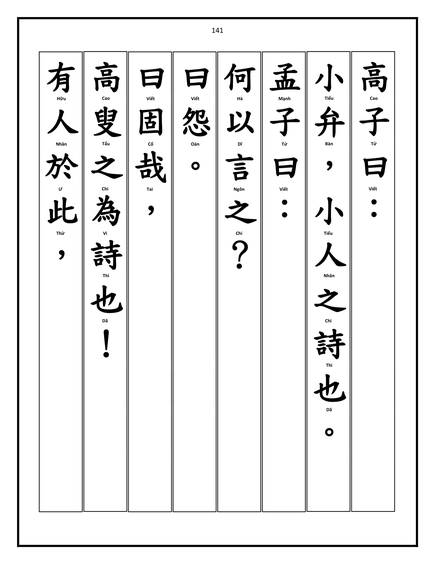 141
高子曰：
Cao Tử Viết
小弁，小人之詩也。
Tiểu Bàn Tiểu Nhân Chi Thi Dã
孟子曰：
Mạnh Tử Viết
何以言之？
Hà Dĩ Ngôn Chi
曰怨。
Viết Oán
曰固哉，
Viết Cố Tai
高叟之為詩也！
Cao Tẩu Chi Vi Thi Dã
有人於此，
Hữu Nhân Ư Thử